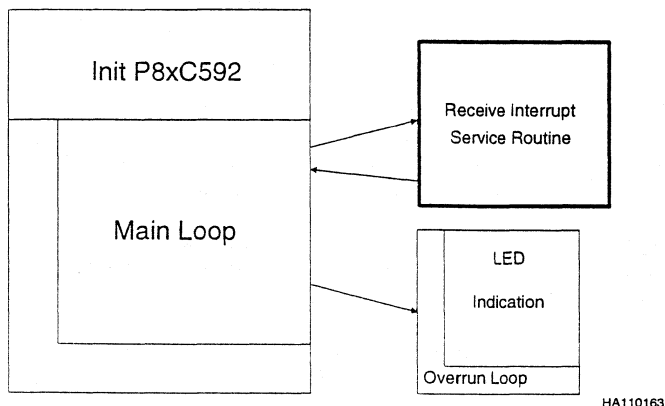 Init P8xC592
Receive Interrupt
Service Routine
Main Loop
LED
Indication
Overrun Loop
HA110163